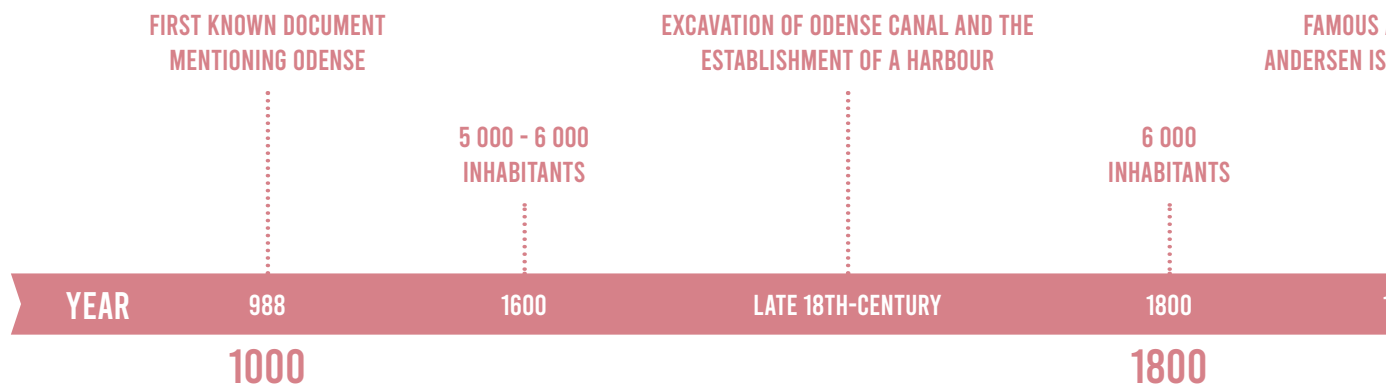 FIRST KNOWN DOCUMENT
MENTIONING ODENSE
5 000 - 6 000
INHABITANTS
EXCAVATION OF ODENSE CANAL AND THE
ESTABLISHMENT OF A HARBOUR
6 000
INHABITANTS
FAMOUS
ANDERSEN IS
YEAR
988
1600
LATE 18TH-CENTURY
1800
1000
1800